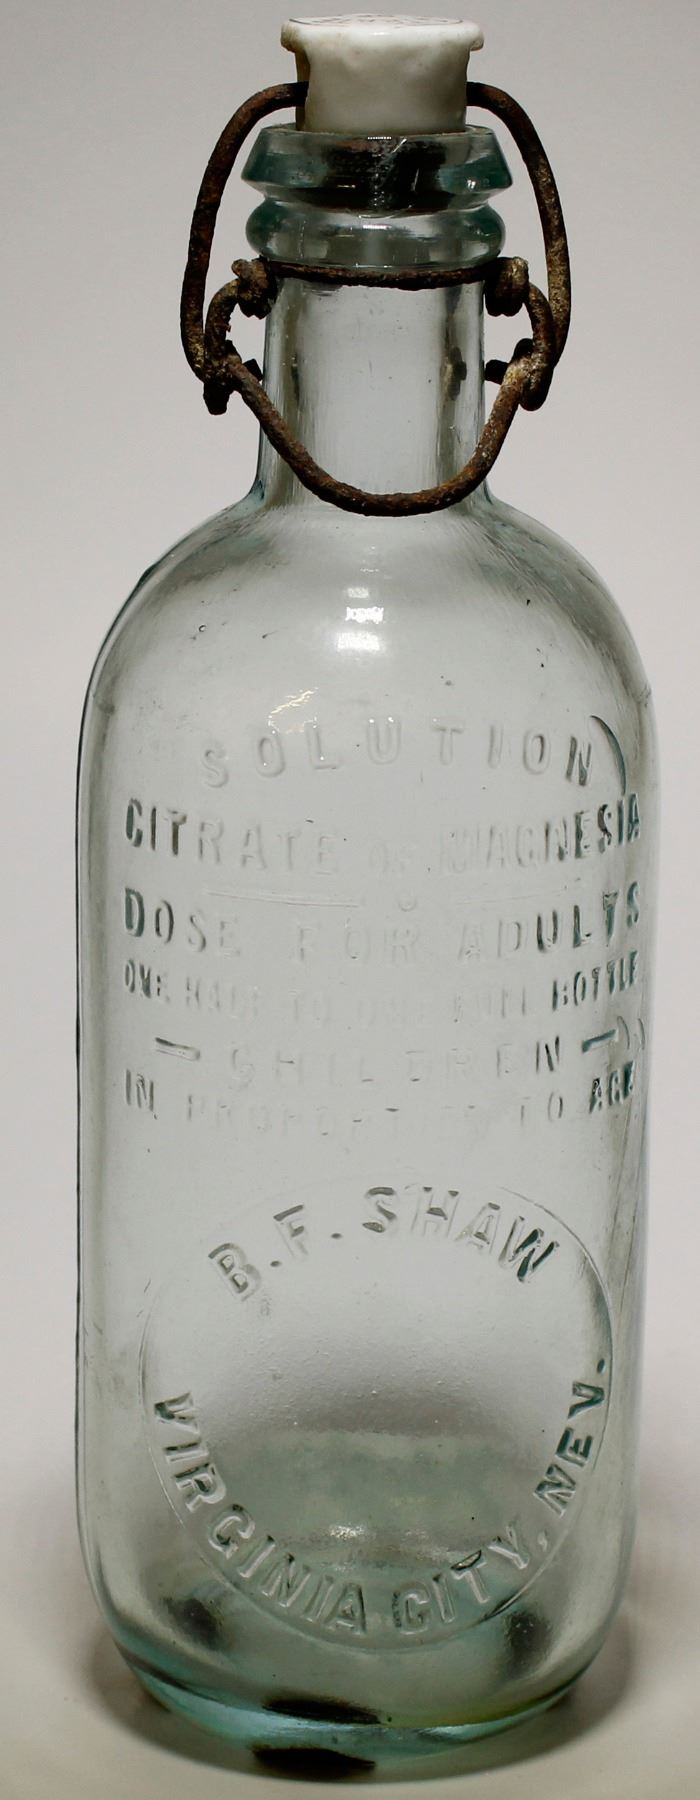 SOLUTION
CITRATE OF MAGNESIA
DOSE FOR ADULTS
ONE HALF TO ONE FULL BOTTLE
CHILDREN
IN PROPORTION TO AGE
B.F. SHAW
VIRGINIA CITY, NEV.